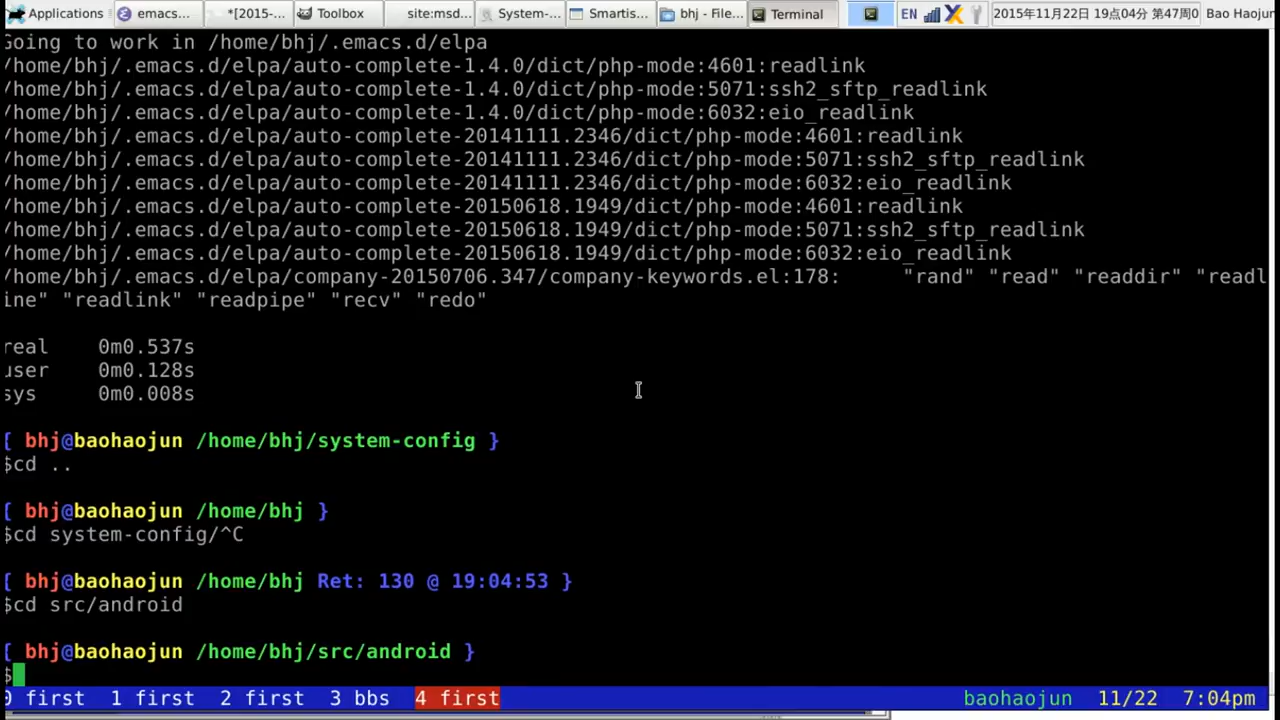 Applications
emacs...
*[2015-...
Toolbox
site:msd...
System-...
Smartis...
bhj - File...
Terminal
EN
2015年11月22日 19点04分 第47周0
Bao Haojun
Going to work in /home/bhj/.emacs.d/elpa
/home/bhj/.emacs.d/elpa/auto-complete-1.4.0/dict/php-mode:4601:readlink
/home/bhj/.emacs.d/elpa/auto-complete-1.4.0/dict/php-mode:5071:ssh2_sftp_readlink
/home/bhj/.emacs.d/elpa/auto-complete-1.4.0/dict/php-mode:6032:eio_readlink
/home/bhj/.emacs.d/elpa/auto-complete-20141111.2346/dict/php-mode:4601:readlink
/home/bhj/.emacs.d/elpa/auto-complete-20141111.2346/dict/php-mode:5071:ssh2_sftp_readlink
/home/bhj/.emacs.d/elpa/auto-complete-20141111.2346/dict/php-mode:6032:eio_readlink
/home/bhj/.emacs.d/elpa/auto-complete-20150618.1949/dict/php-mode:4601:readlink
/home/bhj/.emacs.d/elpa/auto-complete-20150618.1949/dict/php-mode:5071:ssh2_sftp_readlink
/home/bhj/.emacs.d/elpa/auto-complete-20150618.1949/dict/php-mode:6032:eio_readlink
/home/bhj/.emacs.d/elpa/company-20150706.347/company-keywords.el:178:     "rand" "read" "readdir" "readl
ine" "readlink" "readpipe" "recv" "redo"
real    0m0.537s
user    0m0.128s
sys     0m0.008s
[ bhj@baohaojun /home/bhj/system-config }
$cd ..
[ bhj@baohaojun /home/bhj }
$cd system-config/^C
[ bhj@baohaojun /home/bhj Ret: 130 @ 19:04:53 }
$cd src/android
[ bhj@baohaojun /home/bhj/src/android }
$
0 first  1 first  2 first  3 bbs  4 first  baohaojun  11/22  7:04pm